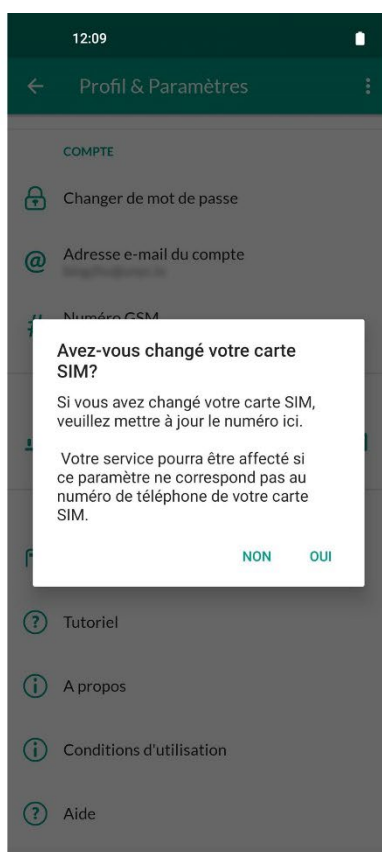 12:09
Profil & Paramètres
COMPTE
Changer de mot de passe
Adresse e-mail du compte
Numéro GSM
Avez-vous changé votre carte
SIM?
Si vous avez changé votre carte SIM,
veuillez mettre à jour le numéro ici.
Votre service pourra être affecté si
ce paramètre ne correspond pas au
numéro de téléphone de votre carte
SIM.
NON OUI
Tutoriel
A propos
Conditions d'utilisation
Aide